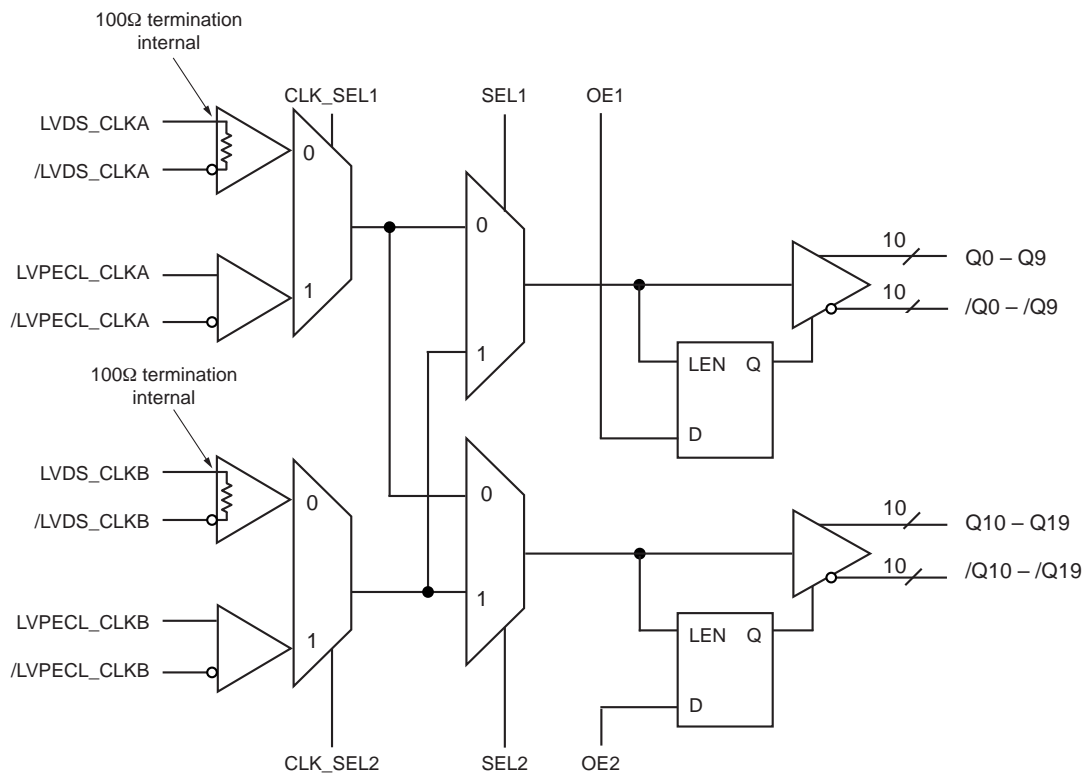 100Ω termination
internal
CLK_SEL1
SEL1
OE1
LVDS_CLKA
/LVDS_CLKA
0
LVPECL_CLKA
/LVPECL_CLKA
1
0
1
10
Q0 – Q9
10
/Q0 – /Q9
LEN Q
D
100Ω termination
internal
LVDS_CLKB
/LVDS_CLKB
0
LVPECL_CLKB
/LVPECL_CLKB
1
0
1
10
Q10 – Q19
10
/Q10 – /Q19
LEN Q
D
CLK_SEL2
SEL2
OE2